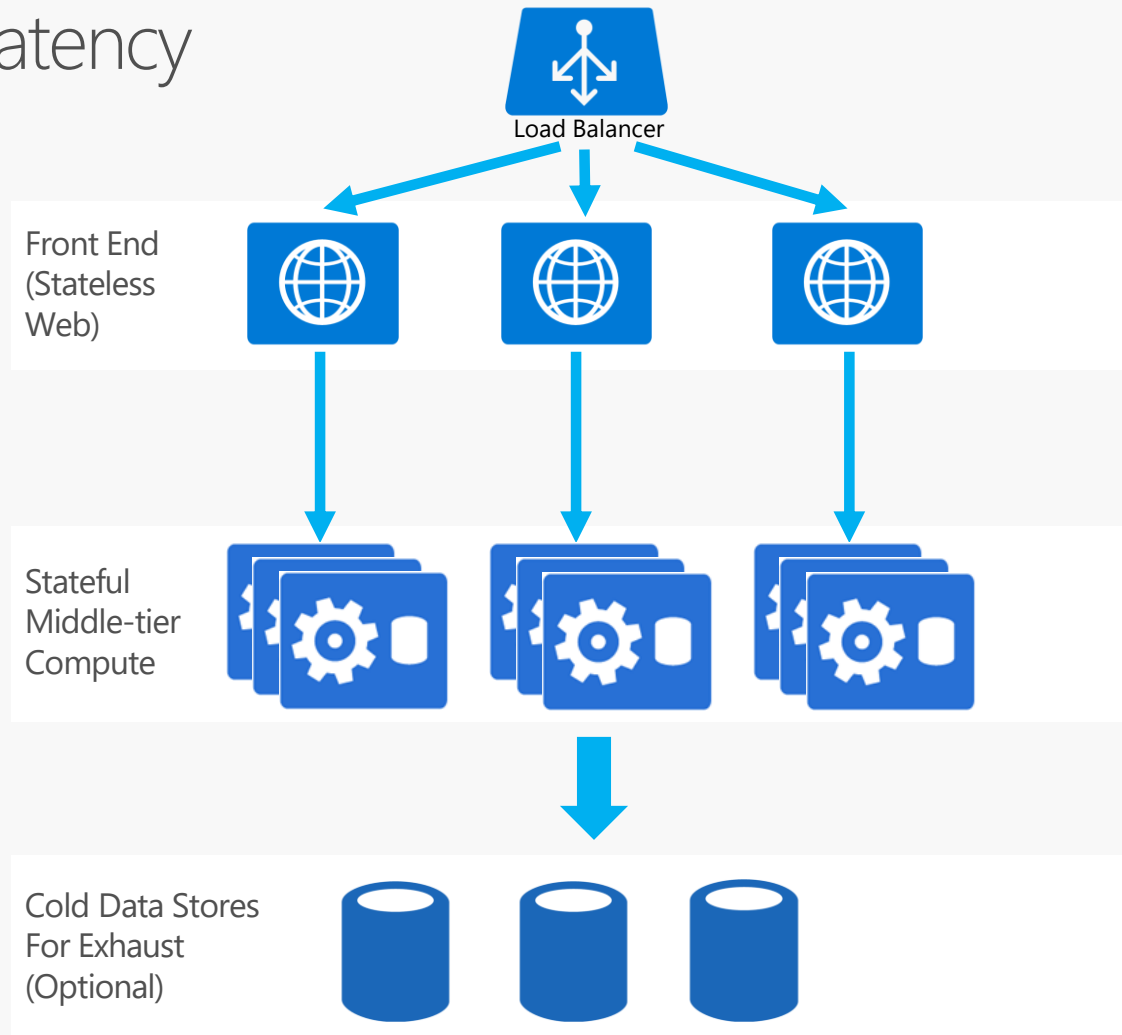 atency
Load Balancer
Front End
(Stateless
Web)
Stateful
Middle-tier
Compute
Cold Data Stores
For Exhaust
(Optional)